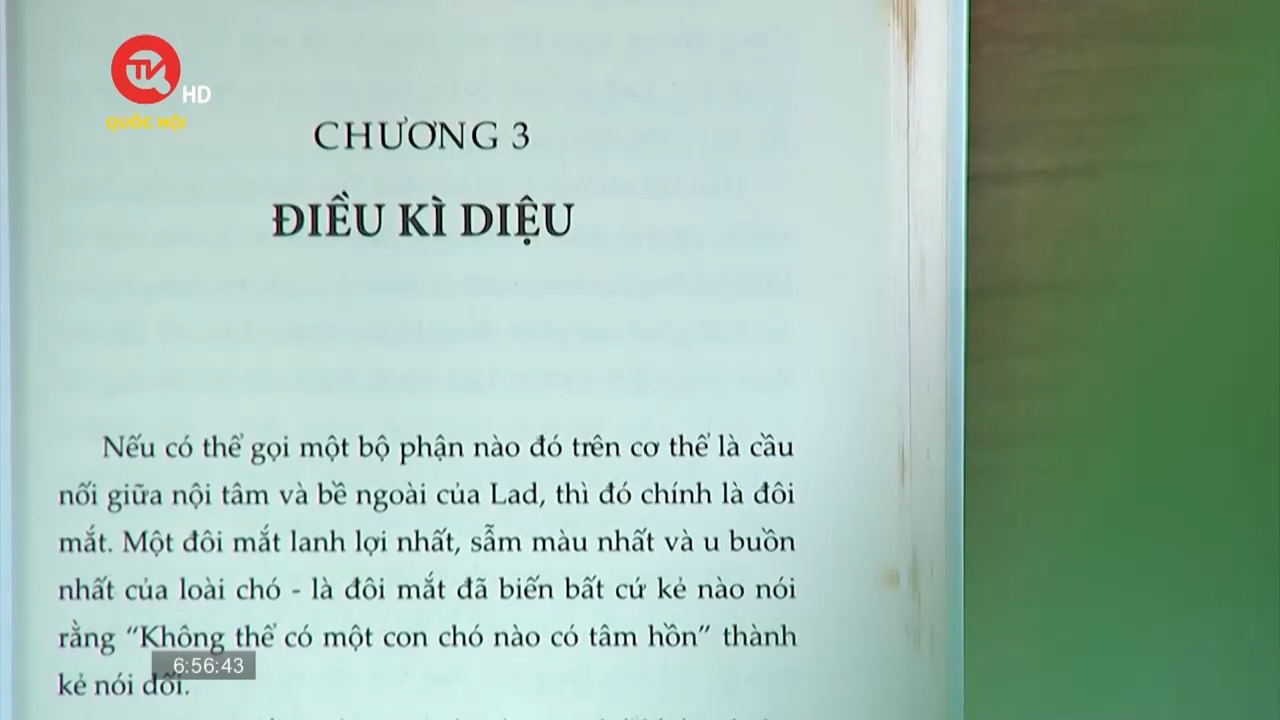 TV
HD
QUỐC HỘI
CHƯƠNG 3
ĐIỀU KÌ DIỆU
Nếu có thể gọi một bộ phận nào đó trên cơ thể là cầu
nối giữa nội tâm và bề ngoài của Lad, thì đó chính là đôi
mắt. Một đôi mắt lanh lợi nhất, sẫm màu nhất và u buồn
nhất của loài chó - là đôi mắt đã biến bất cứ kẻ nào nói
rằng “Không thể có một con chó nào có tâm hồn” thành
kẻ nói dối.
6:56:43